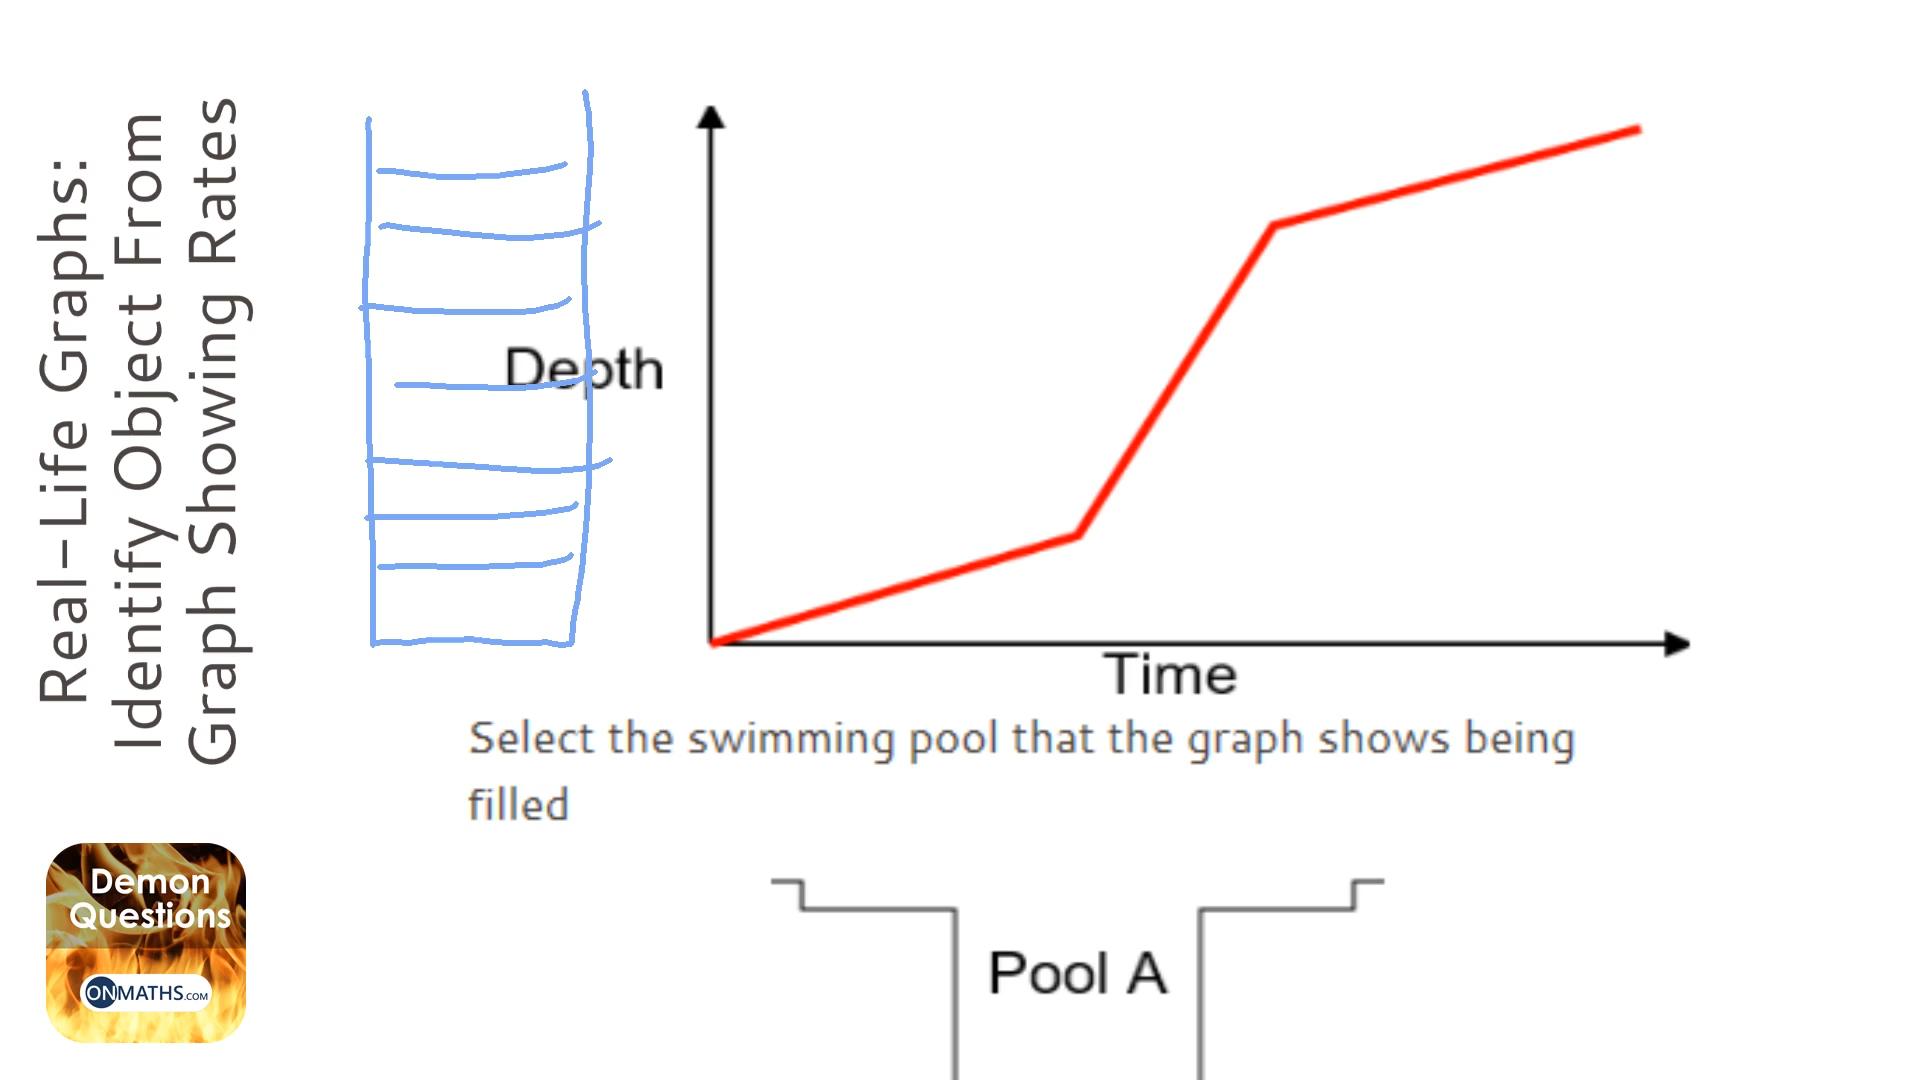 Real-Life Graphs:
Identify Object From
Graph Showing Rates
Depth
Time
Select the swimming pool that the graph shows being
filled
Pool A
Demon
Questions
ONMATHS.COM